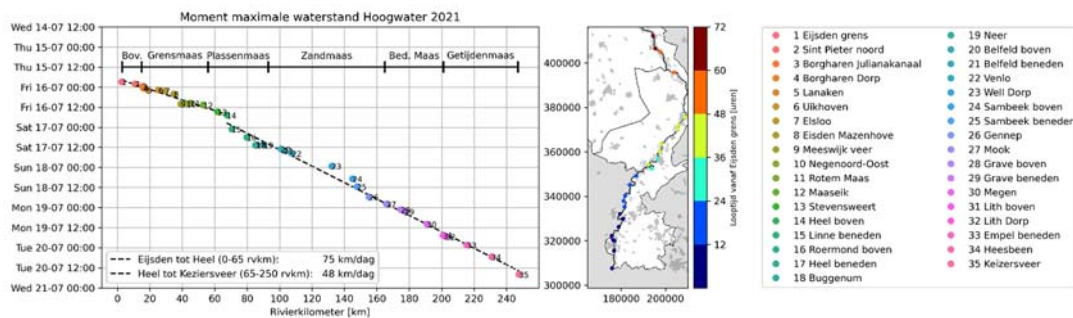 Moment maximale waterstand Hoogwater 2021
Wed 14-07 12:00
Thu 15-07 00:00
Thu 15-07 12:00
Fri 16-07 00:00
Fri 16-07 12:00
Sat 17-07 00:00
Sat 17-07 12:00
Sun 18-07 00:00
Sun 18-07 12:00
Mon 19-07 00:00
Mon 19-07 12:00
Tue 20-07 00:00
Tue 20-07 12:00
Wed 21-07 00:00
Bov. Grensmaas Plassenmaas Zandmaas Bed. Maas Getijdenmaas
Eijsden tot Heel (0-65 rvkm): 75 km/dag
Heel tot Keziersveer (65-250 rvkm): 48 km/dag
0 20 40 60 80 100 120 140 160 180 200 220 240 260
Rivierkilometer [km]
400000
380000
360000
340000
320000
300000
180000 200000
72
60
48
36
24
12
Looptijd vanaf Eijsden grens [uren]
1 Eijsden grens
2 Sint Pieter noord
3 Borgharen Julianakanaal
4 Borgharen Dorp
5 Lanaken
6 Uikhoven
7 Elsloo
8 Eisden Mazenhove
9 Meeswijk veer
10 Negenoord-Oost
11 Rotem Maas
12 Maaseik
13 Stevensweert
14 Heel boven
15 Linne beneden
16 Roermond boven
17 Heel beneden
18 Buggenum
19 Neer
20 Belfeld boven
21 Belfeld beneden
22 Venlo
23 Well Dorp
24 Sambeek boven
25 Sambeek beneden
26 Gennep
27 Mook
28 Grave boven
29 Grave beneden
30 Megen
31 Lith boven
32 Lith Dorp
33 Empel beneden
34 Heesbeen
35 Keizersveer